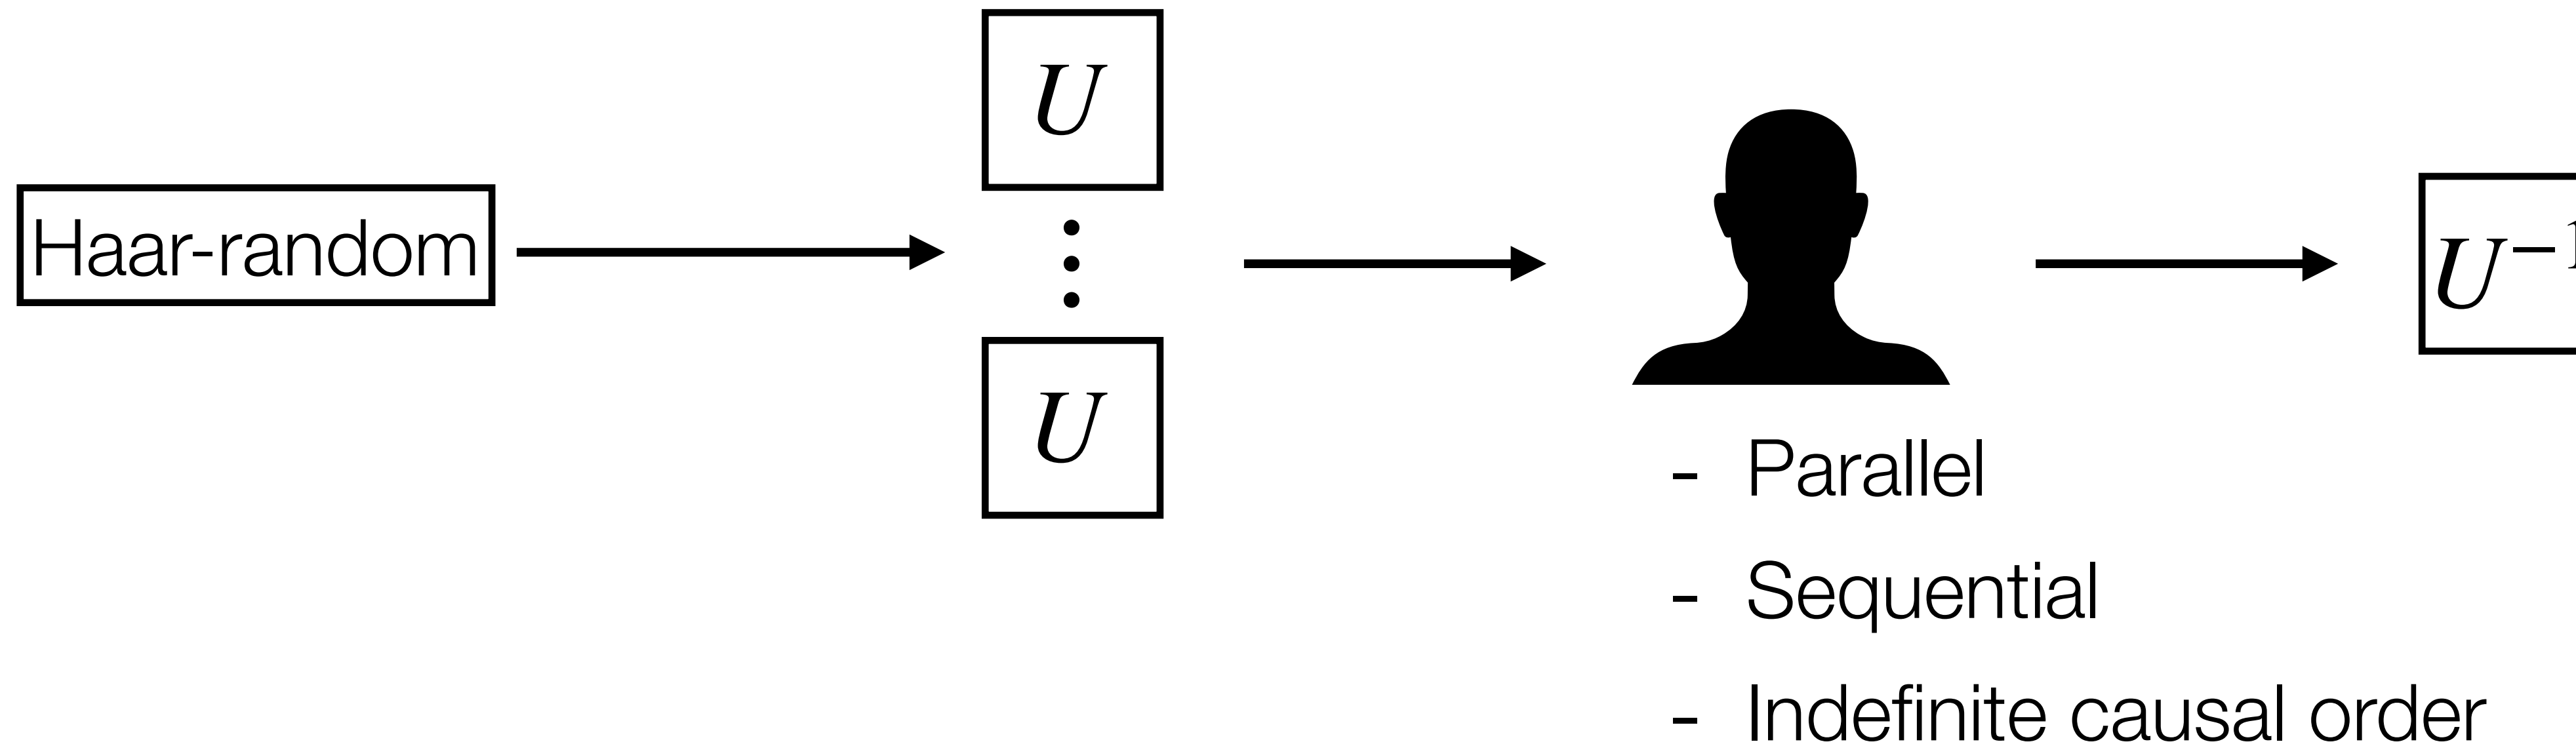 U
Haar-random
U⁻¹
U
- Parallel
- Sequential
- Indefinite causal order